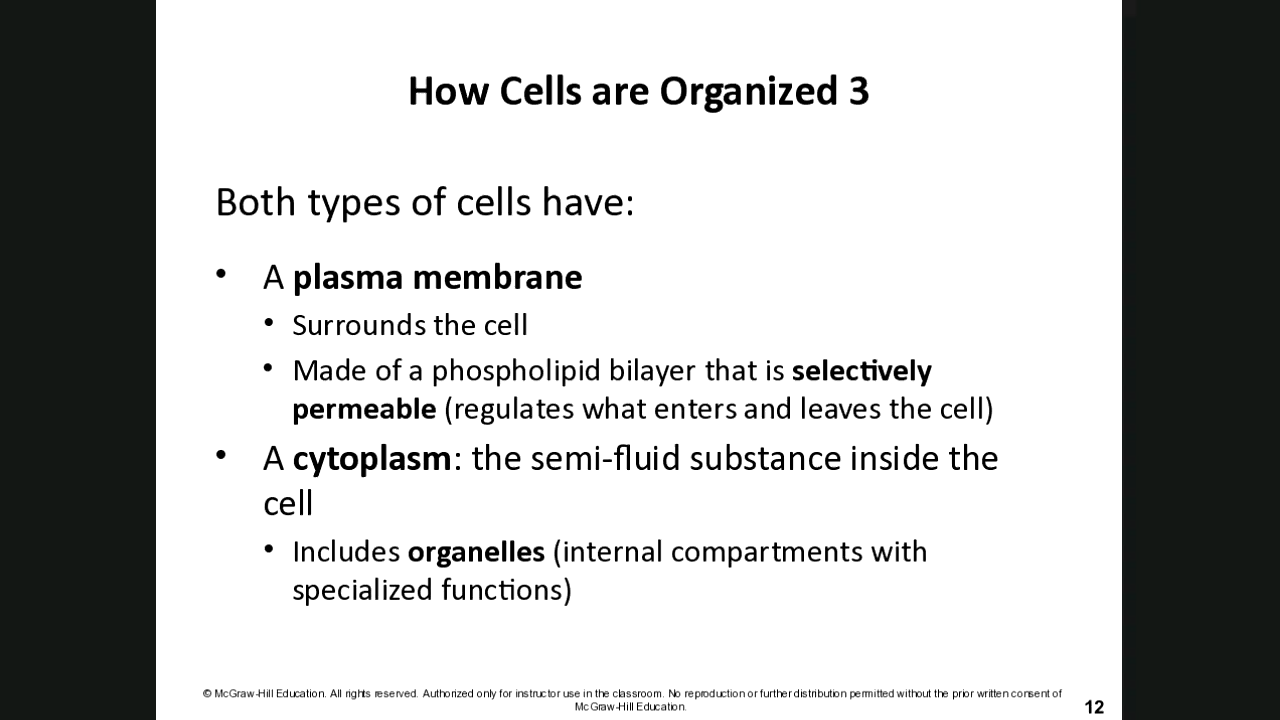 How Cells are Organized 3
Both types of cells have:
• A plasma membrane
• Surrounds the cell
• Made of a phospholipid bilayer that is selectively
permeable (regulates what enters and leaves the cell)
• A cytoplasm: the semi-fluid substance inside the
cell
• Includes organelles (internal compartments with
specialized functions)
© McGraw-Hill Education. All rights reserved. Authorized only for instructor use in the classroom. No reproduction or further distribution permitted without the prior written consent of
McGraw-Hill Education.
12